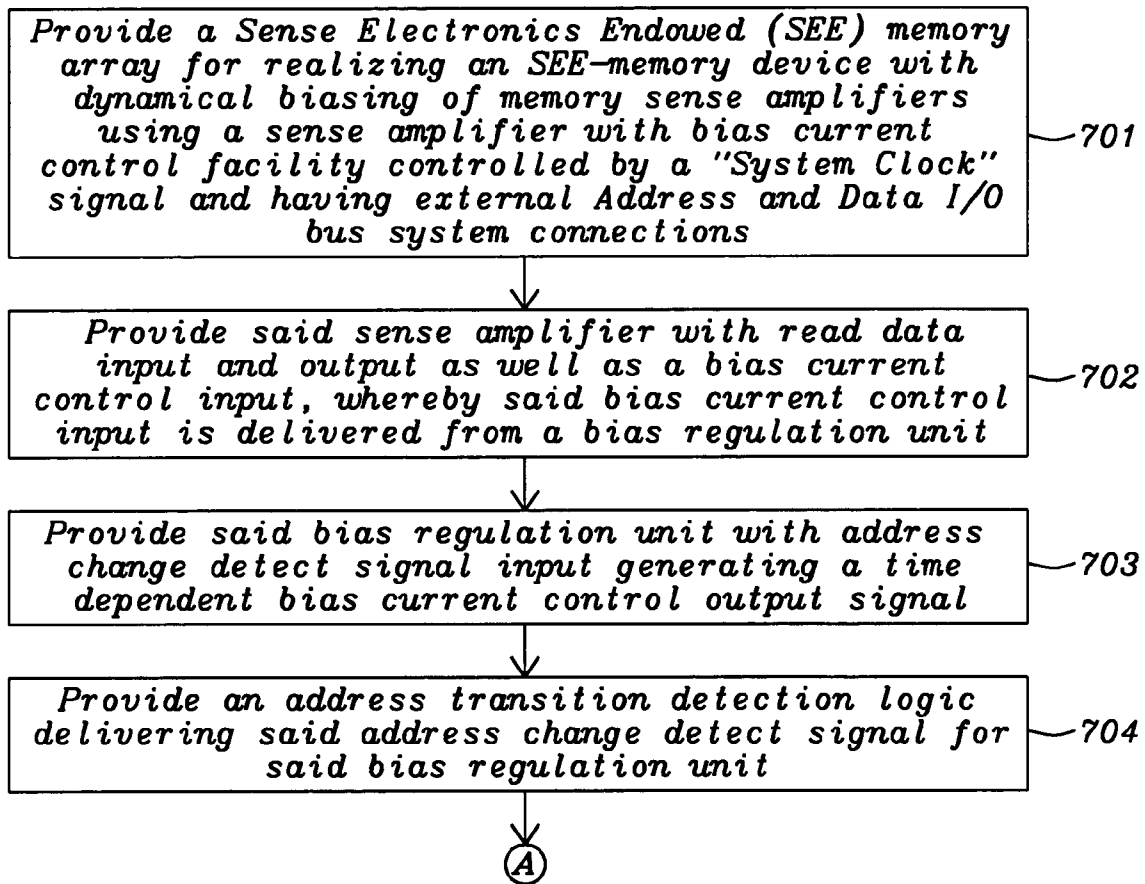 Provide a Sense Electronics Endowed (SEE) memory
array for realizing an SEE-memory device with
dynamical biasing of memory sense amplifiers
using a sense amplifier with bias current
control facility controlled by a "System Clock"
signal and having external Address and Data I/O
bus system connections
701
Provide said sense amplifier with read data
input and output as well as a bias current
control input, whereby said bias current control
input is delivered from a bias regulation unit
702
Provide said bias regulation unit with address
change detect signal input generating a time
dependent bias current control output signal
703
Provide an address transition detection logic
delivering said address change detect signal for
said bias regulation unit
704
A